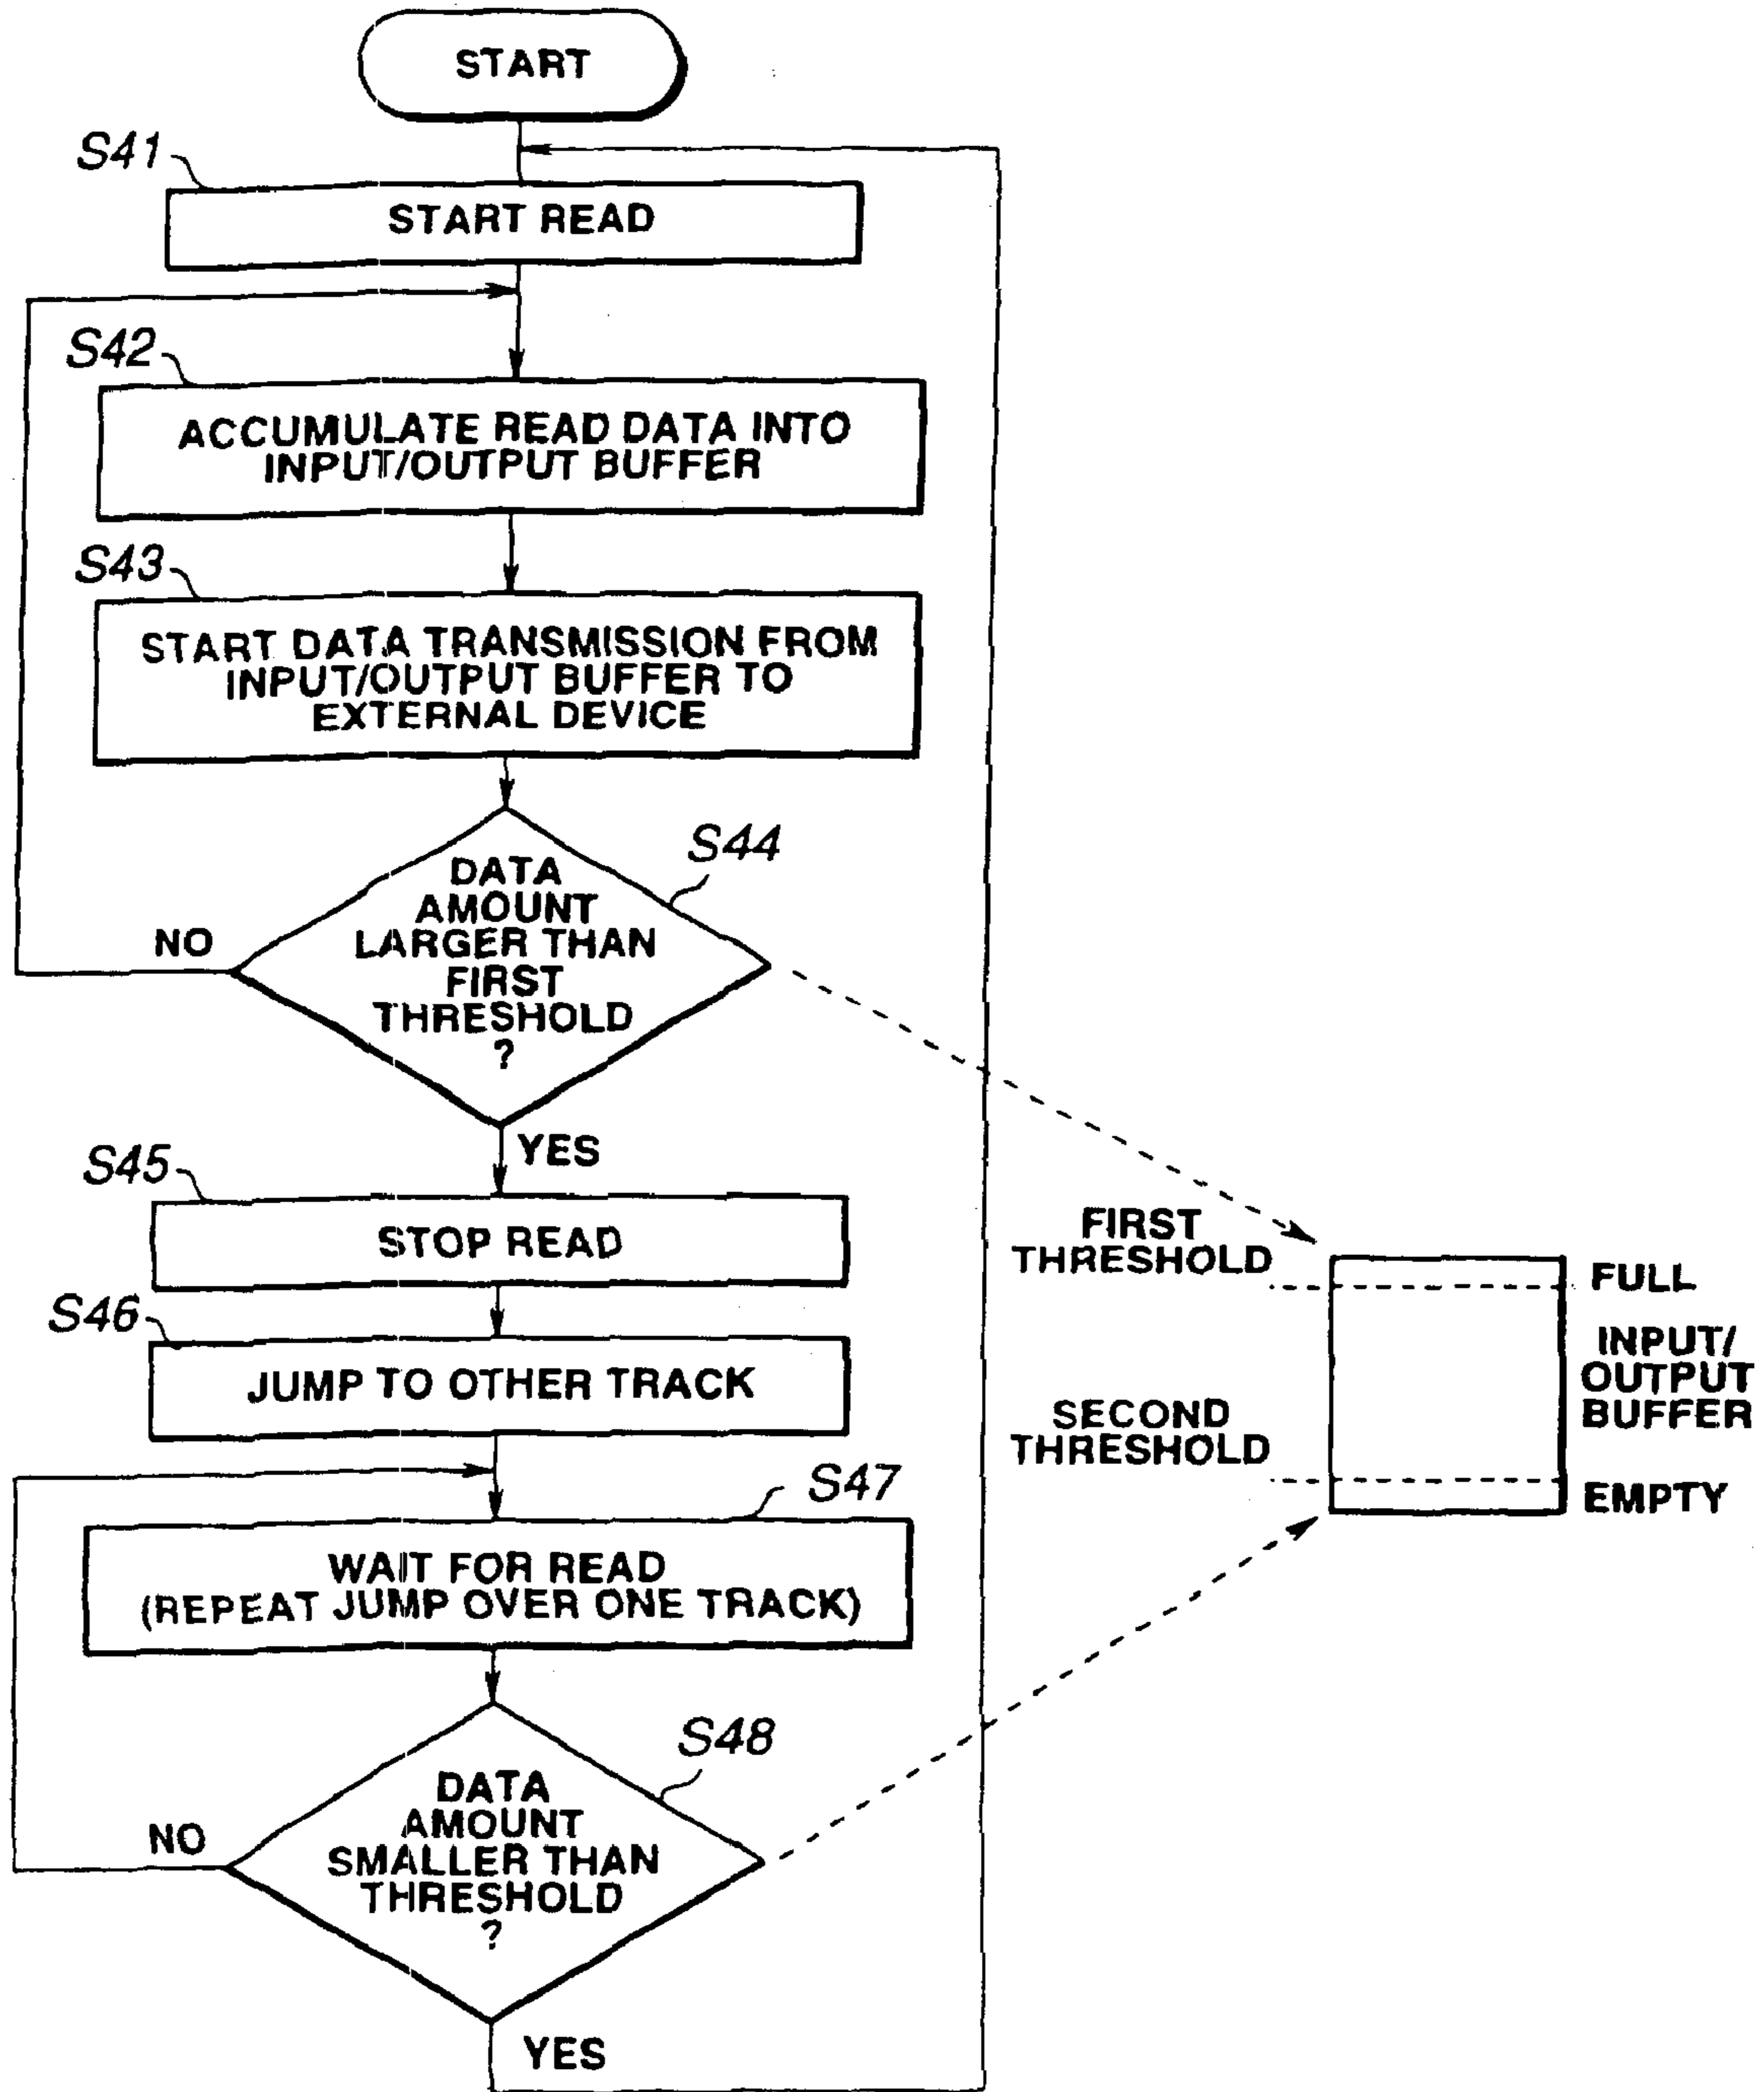 START
S41
START READ
S42
ACCUMULATE READ DATA INTO
INPUT/OUTPUT BUFFER
S43
START DATA TRANSMISSION FROM
INPUT/OUTPUT BUFFER TO
EXTERNAL DEVICE
S44
DATA
AMOUNT
LARGER THAN
FIRST
THRESHOLD
?
NO
YES
S45
STOP READ
S46
JUMP TO OTHER TRACK
S47
WAIT FOR READ
(REPEAT JUMP OVER ONE TRACK)
S48
DATA
AMOUNT
SMALLER THAN
THRESHOLD
?
NO
YES
FIRST
THRESHOLD
FULL
INPUT/
OUTPUT
BUFFER
SECOND
THRESHOLD
EMPTY